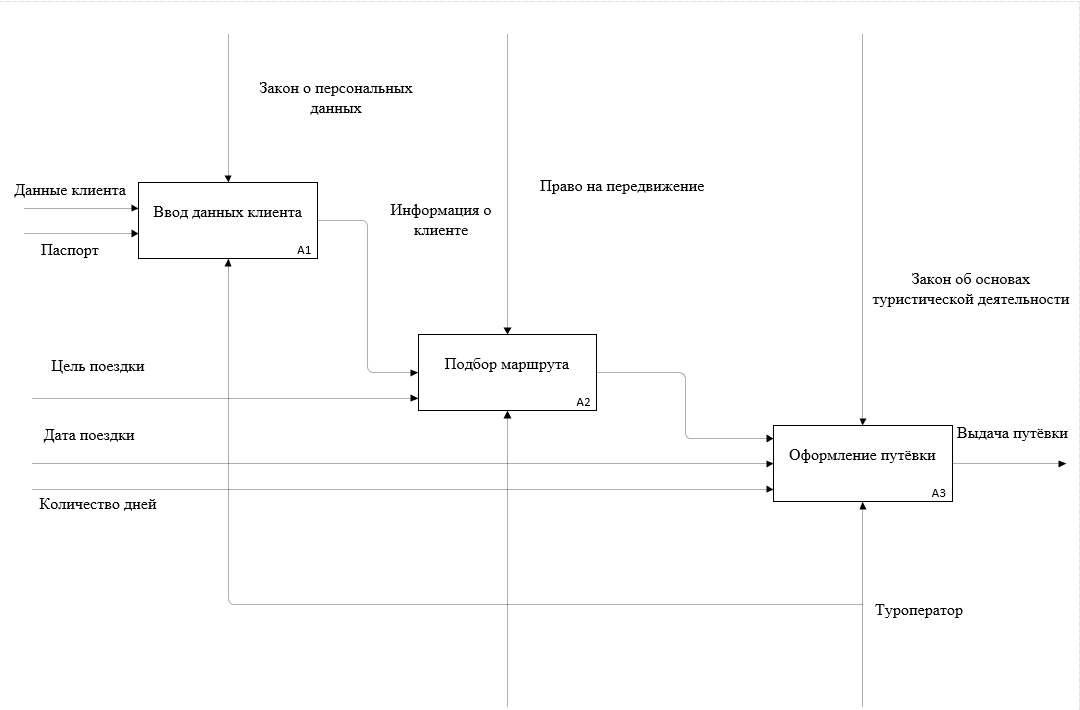 Закон о персональных
данных
Данные клиента
Паспорт
Ввод данных клиента
A1
Информация о
клиенте
Право на передвижение
Закон об основах
туристической деятельности
Цель поездки
Подбор маршрута
A2
Дата поездки
Количество дней
Оформление путёвки
A3
Выдача путёвки
Туроператор